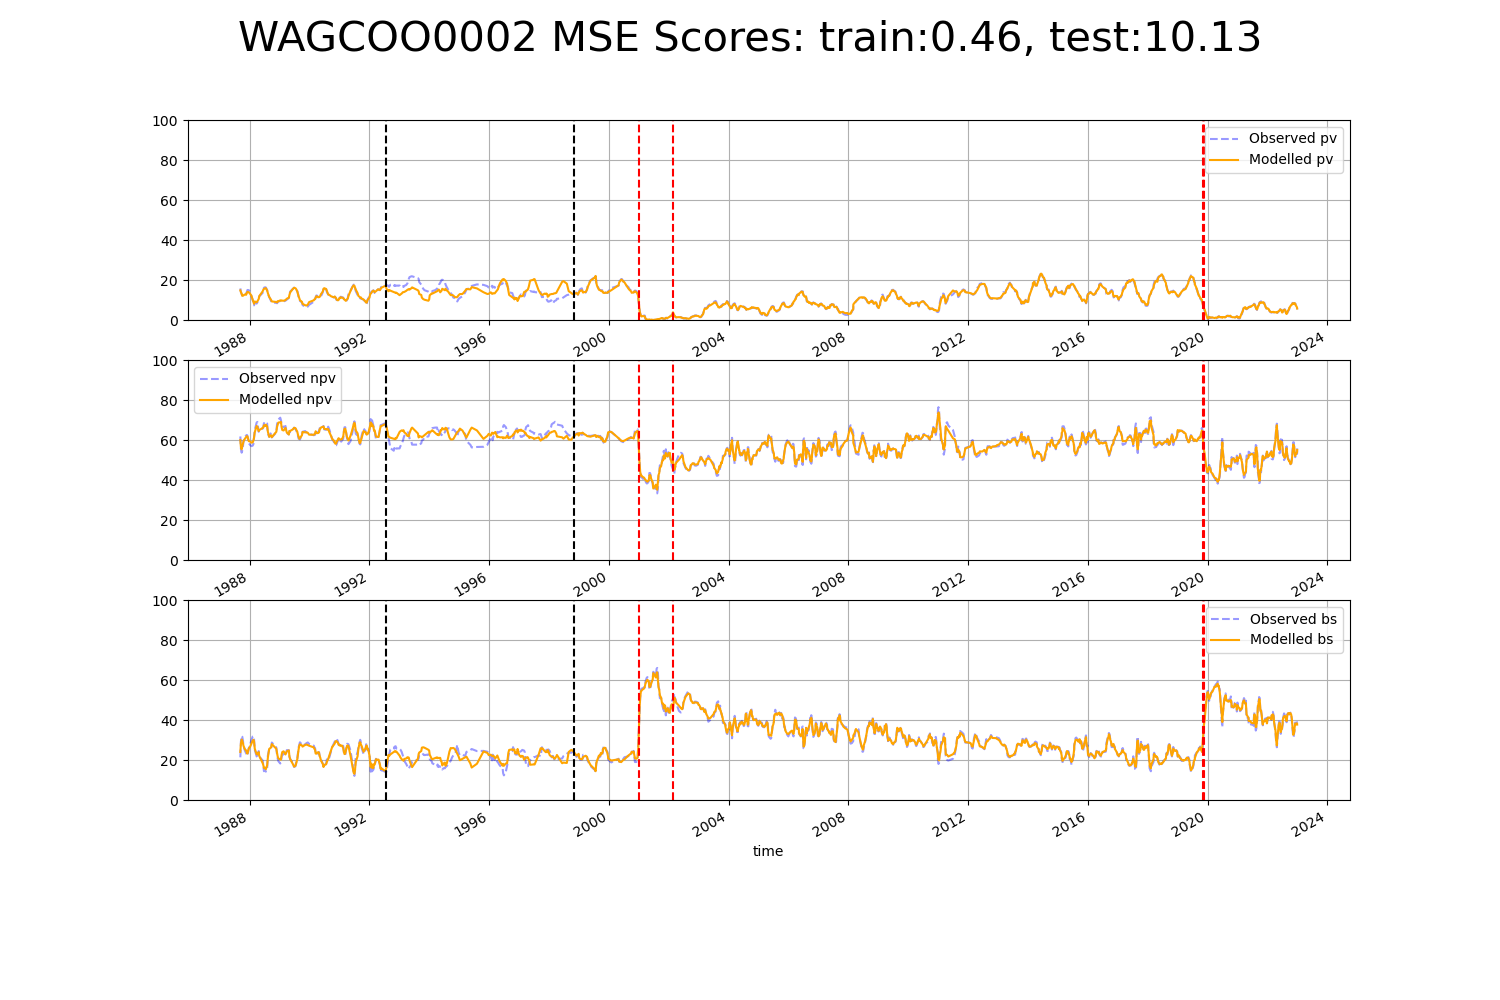 WAGCOO0002 MSE Scores: train:0.46, test:10.13
100
80
60
40
20
0
Observed pv
Modelled pv
1988 1992 1996 2000 2004 2008 2012 2016 2020 2024
100
80
60
40
20
0
Observed npv
Modelled npv
1988 1992 1996 2000 2004 2008 2012 2016 2020 2024
100
80
60
40
20
0
Observed bs
Modelled bs
1988 1992 1996 2000 2004 2008 2012 2016 2020 2024
time